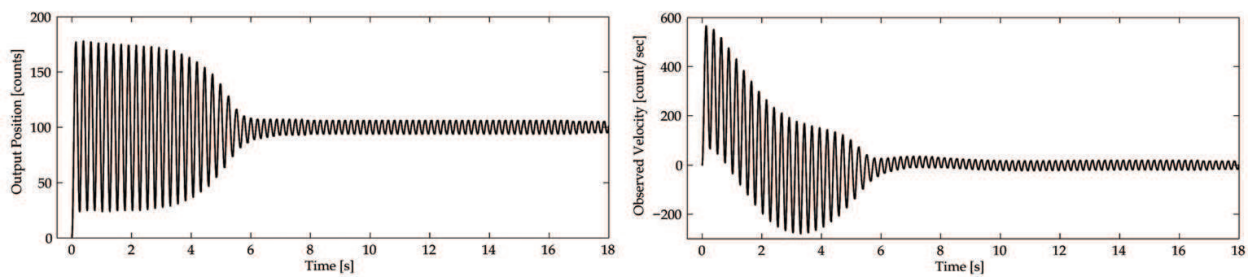 Output Position [counts]
200
150
100
50
0
0 2 4 6 8 10 12 14 16 18
Time [s]
Observed Velocity [count/sec]
600
400
200
0
−200
0 2 4 6 8 10 12 14 16 18
Time [s]